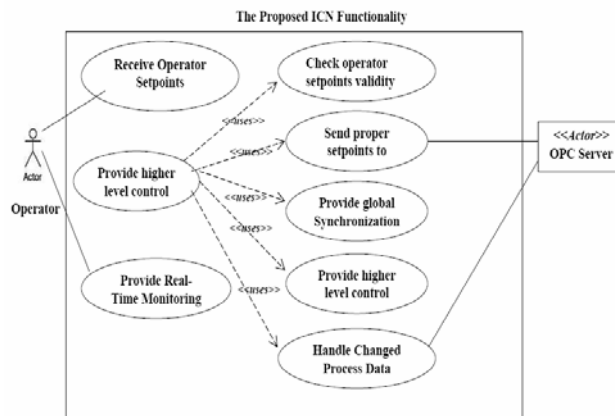 The Proposed ICN Functionality
Receive Operator
Setpoints
Check operator
setpoints validity
<<uses>>
Send proper
setpoints to
<<Actor>>
OPC Server
Actor
Operator
Provide higher
level control
<<uses>>
<<uses>>
Provide global
Synchronization
<<uses>>
Provide Real-
Time Monitoring
<<uses>>
Provide higher
level control
Handle Changed
Process Data